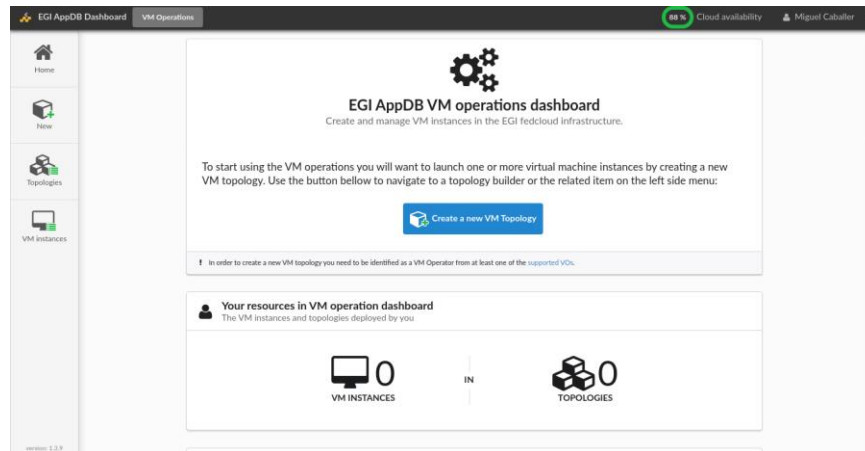 EGI AppDB Dashboard VM Operations 88 % Cloud availability Miguel Caballer
Home
New
Topologies
VM instances
EGI AppDB VM operations dashboard
Create and manage VM instances in the EGI fedcloud infrastructure.
To start using the VM operations you will want to launch one or more virtual machine instances by creating a new
VM topology. Use the button bellow to navigate to a topology builder or the related item on the left side menu:
Create a new VM Topology
! In order to create a new VM topology you need to be identified as a VM Operator from at least one of the supported VOs.
Your resources in VM operation dashboard
The VM instances and topologies deployed by you
0 IN 0
VM INSTANCES TOPOLOGIES
version: 1.3.9